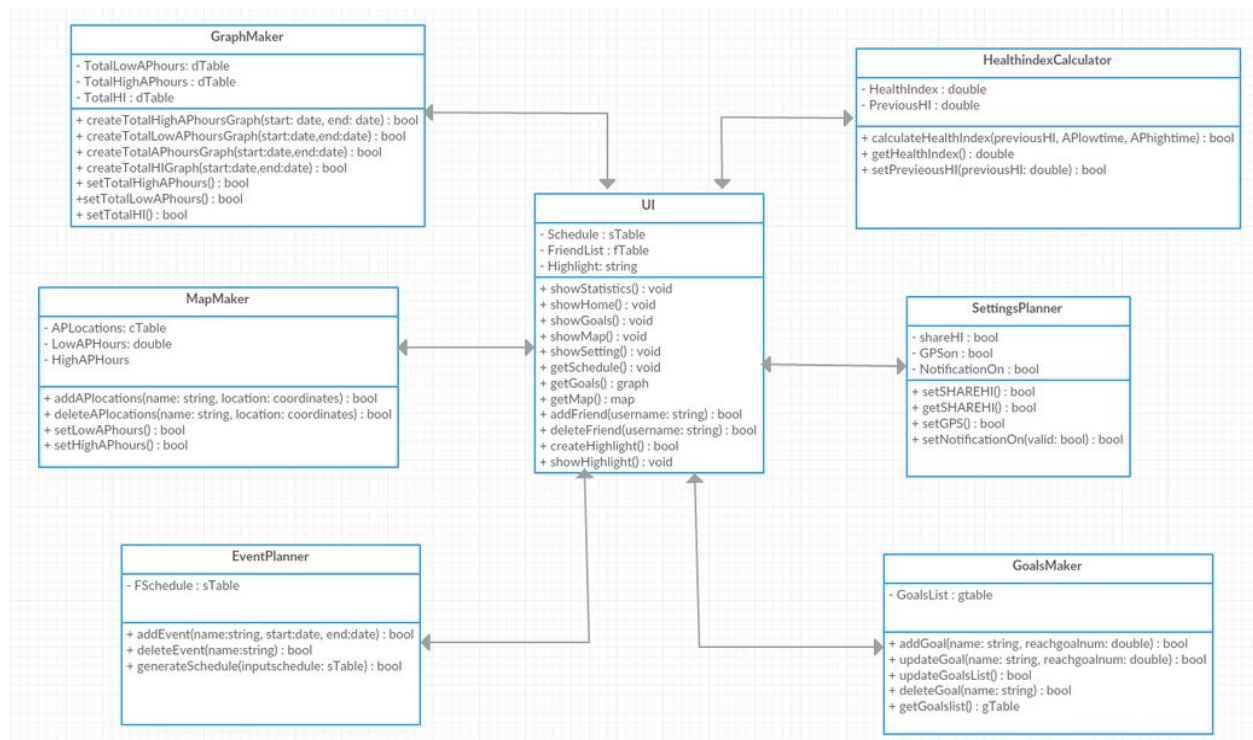 GraphMaker
- TotalLowAPhours: dTable
- TotalHighAPhours : dTable
- TotalHI : dTable
+ createTotalHighAPhoursGraph(start: date, end: date) : bool
+ createTotalLowAPhoursGraph(start:date,end:date) : bool
+ createTotalAPhoursGraph(start:date,end:date) : bool
+ createTotalHIGraph(start:date,end:date) : bool
+ setTotalHighAPhours() : bool
+setTotalLowAPhours() : bool
+ setTotalHI() : bool
HealthindexCalculator
- HealthIndex : double
- PreviousHI : double
+ calculateHealthIndex(previousHI, APlowtime, APhightime) : bool
+ getHealthIndex() : double
+ setPrevieousHI(previousHI: double) : bool
UI
- Schedule : sTable
- FriendList : fTable
- Highlight: string
+ showStatistics() : void
+ showHome() : void
+ showGoals() : void
+ showMap() : void
+ showSetting() : void
+ getSchedule() : void
+ getGoals() : graph
+ getMap() : map
+ addFriend(username: string) : bool
+ deleteFriend(username: string) : bool
+ createHighlight() : bool
+ showHighlight() : void
MapMaker
- APLocations: cTable
- LowAPHours: double
- HighAPHours
+ addAPlocations(name: string, location: coordinates) : bool
+ deleteAPlocations(name: string, location: coordinates) : bool
+ setLowAPhours() : bool
+ setHighAPhours() : bool
SettingsPlanner
- shareHI : bool
- GPSon : bool
- NotificationOn : bool
+ setSHAREHI() : bool
+ getSHAREHI() : bool
+ setGPS() : bool
+ setNotificationOn(valid: bool) : bool
EventPlanner
- FSchedule : sTable
+ addEvent(name:string, start:date, end:date) : bool
+ deleteEvent(name:string) : bool
+ generateSchedule(inputschedule: sTable) : bool
GoalsMaker
- GoalsList : gtable
+ addGoal(name: string, reachgoalnum: double) : bool
+ updateGoal(name: string, reachgoalnum: double) : bool
+ updateGoalsList() : bool
+ deleteGoal(name: string) : bool
+ getGoalslist() : gTable